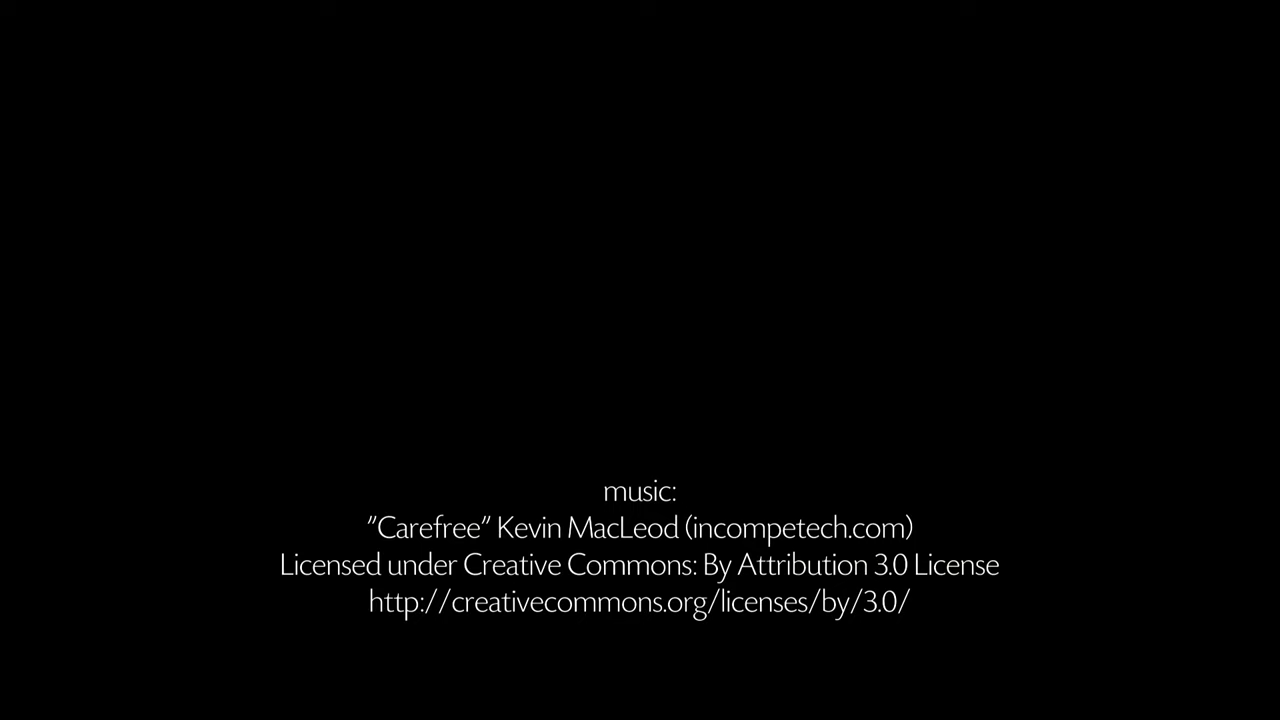 music:
"Carefree" Kevin MacLeod (incompetech.com)
Licensed under Creative Commons: By Attribution 3.0 License
http://creativecommons.org/licenses/by/3.0/